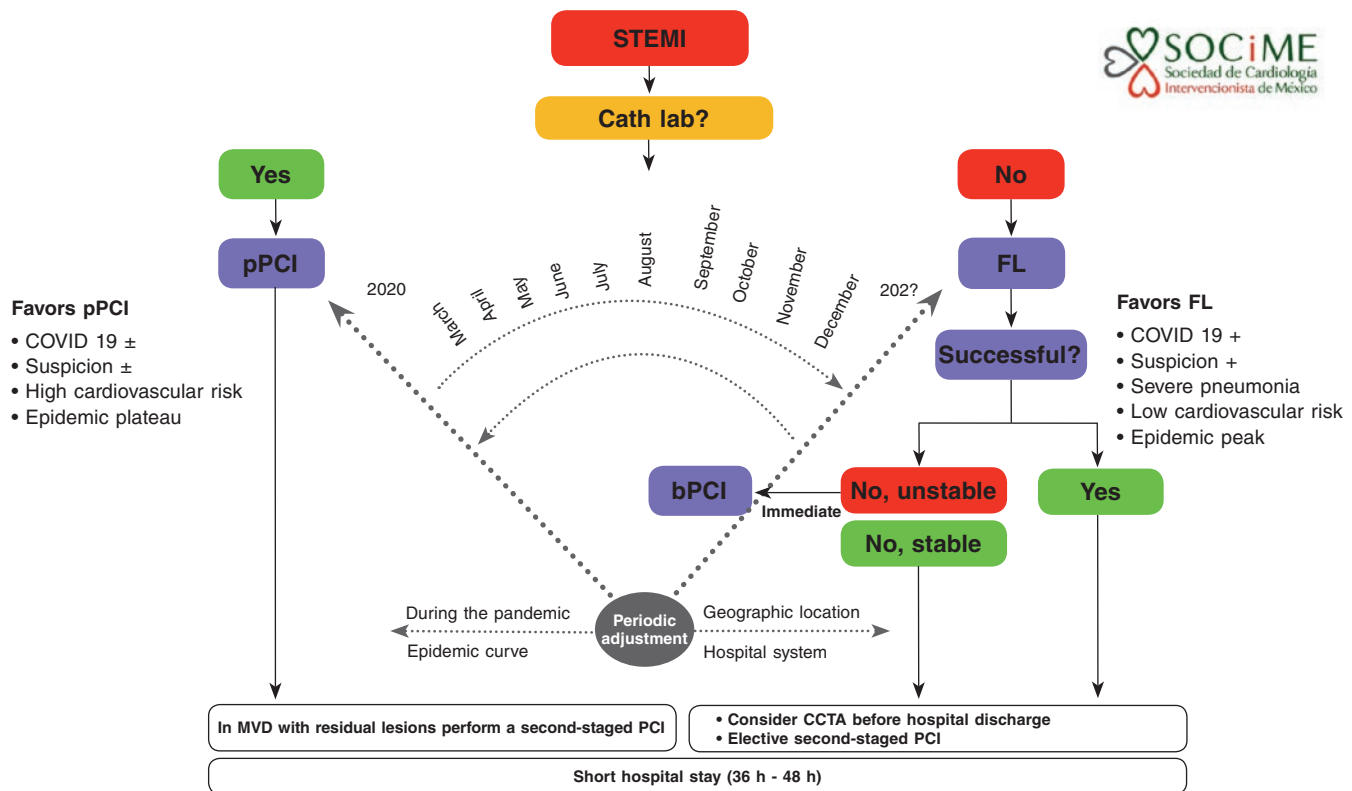 STEMI
SOCiME
Sociedad de Cardiología
Intervencionista de México
Cath lab?
Yes
No
pPCI
FL
2020
March
April
May
June
July
August
September
October
November
December
202?
Favors pPCI
• COVID 19 ±
• Suspicion ±
• High cardiovascular risk
• Epidemic plateau
Successful?
Favors FL
• COVID 19 +
• Suspicion +
• Severe pneumonia
• Low cardiovascular risk
• Epidemic peak
bPCI
Immediate
No, unstable
Yes
No, stable
During the pandemic
Epidemic curve
Periodic
adjustment
Geographic location
Hospital system
In MVD with residual lesions perform a second-staged PCI
• Consider CCTA before hospital discharge
• Elective second-staged PCI
Short hospital stay (36 h - 48 h)